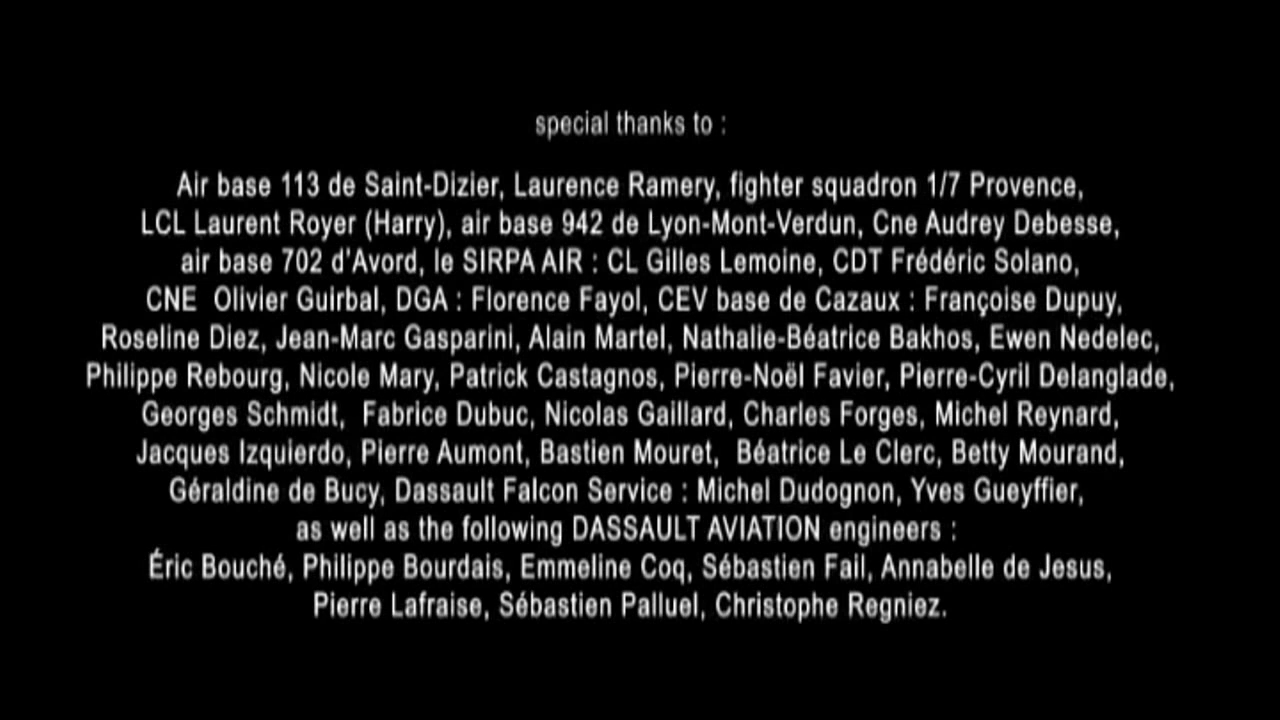 special thanks to :
Air base 113 de Saint-Dizier, Laurence Ramery, fighter squadron 1/7 Provence,
LCL Laurent Royer (Harry), air base 942 de Lyon-Mont-Verdun, Cne Audrey Debesse,
air base 702 d'Avord, le SIRPA AIR : CL Gilles Lemoine, CDT Frédéric Solano,
CNE  Olivier Guirbal, DGA : Florence Fayol, CEV base de Cazaux : Françoise Dupuy,
Roseline Diez, Jean-Marc Gasparini, Alain Martel, Nathalie-Béatrice Bakhos, Ewen Nedelec,
Philippe Rebourg, Nicole Mary, Patrick Castagnos, Pierre-Noël Favier, Pierre-Cyril Delanglade,
Georges Schmidt,  Fabrice Dubuc, Nicolas Gaillard, Charles Forges, Michel Reynard,
Jacques Izquierdo, Pierre Aumont, Bastien Mouret,  Béatrice Le Clerc, Betty Mourand,
Géraldine de Bucy, Dassault Falcon Service : Michel Dudognon, Yves Gueyffier,
as well as the following DASSAULT AVIATION engineers :
Éric Bouché, Philippe Bourdais, Emmeline Coq, Sébastien Fail, Annabelle de Jesus,
Pierre Lafraise, Sébastien Palluel, Christophe Regniez.